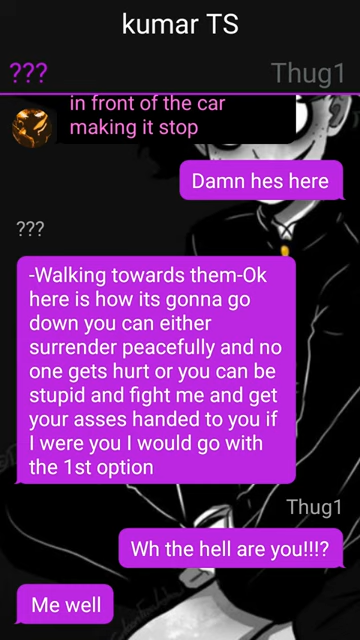 kumar TS
???
Thug1
in front of the car
making it stop
Damn hes here
???
-Walking towards them-Ok
here is how its gonna go
down you can either
surrender peacefully and no
one gets hurt or you can be
stupid and fight me and get
your asses handed to you if
I were you I would go with
the 1st option
Thug1
Wh the hell are you!!!?
Me well